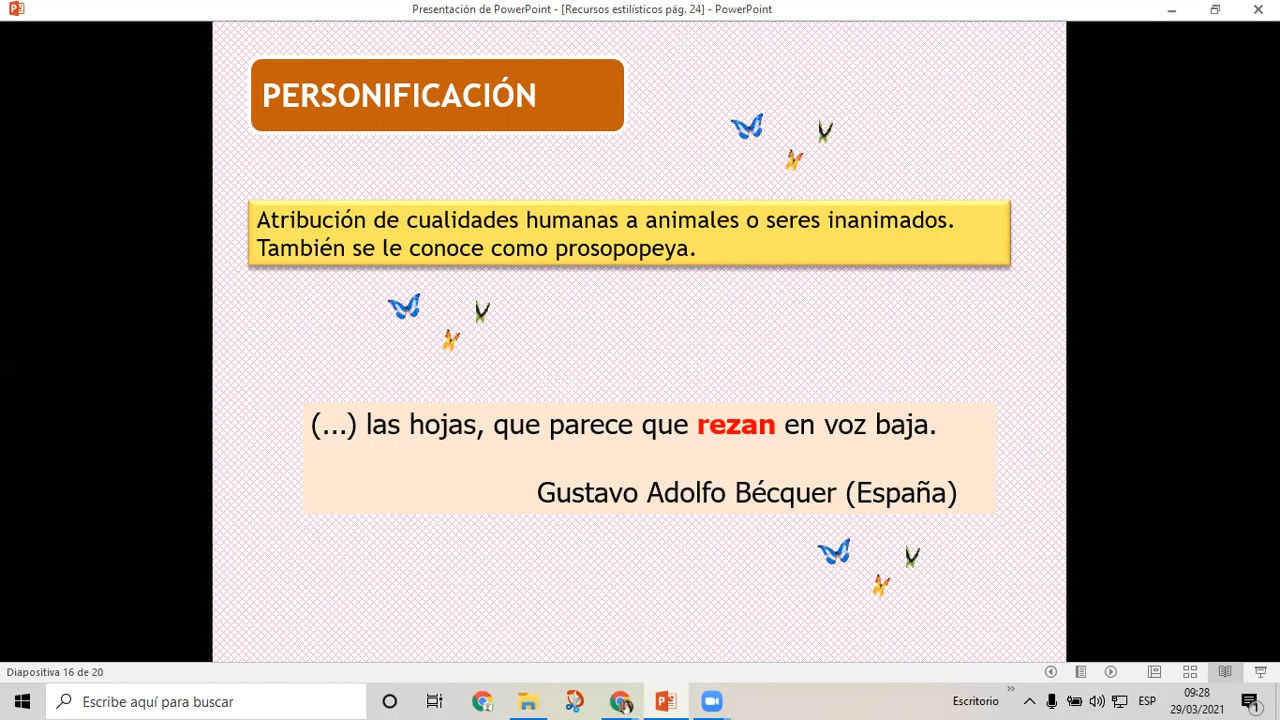 Presentación de PowerPoint - [Recursos estilísticos pág. 24] - PowerPoint
PERSONIFICACIÓN
Atribución de cualidades humanas a animales o seres inanimados.
También se le conoce como prosopopeya.
(...) las hojas, que parece que rezan en voz baja.
Gustavo Adolfo Bécquer (España)
Diapositiva 16 de 20
Escribe aquí para buscar
Escritorio
ESP
09:28
29/03/2021
1